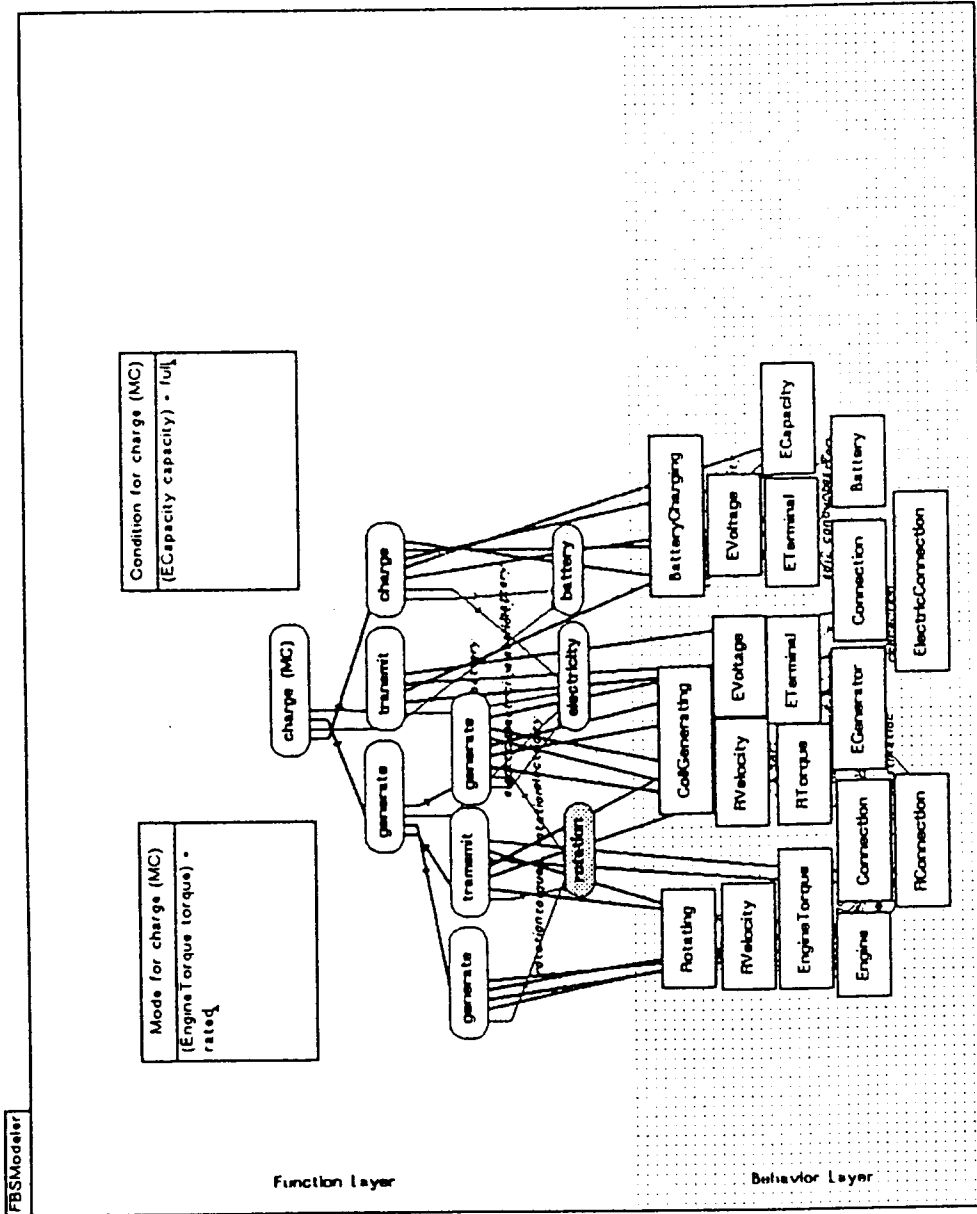 FBSModeler
Mode for charge (MC)
(EngineTorque torque) =
rated
Condition for charge (MC)
(ECapacity capacity) = full
charge (MC)
generate
transmit
charge
generate
transmit
generate
rotation
electricity
battery
Function Layer
Rotating
CoilGenerating
BatteryCharging
RVelocity
RVelocity
EVoltage
EVoltage
ECapacity
EngineTorque
RTorque
ETerminal
ETerminal
Engine
Connection
EGenerator
Connection
Battery
RConnection
ElectricConnection
Behavior Layer